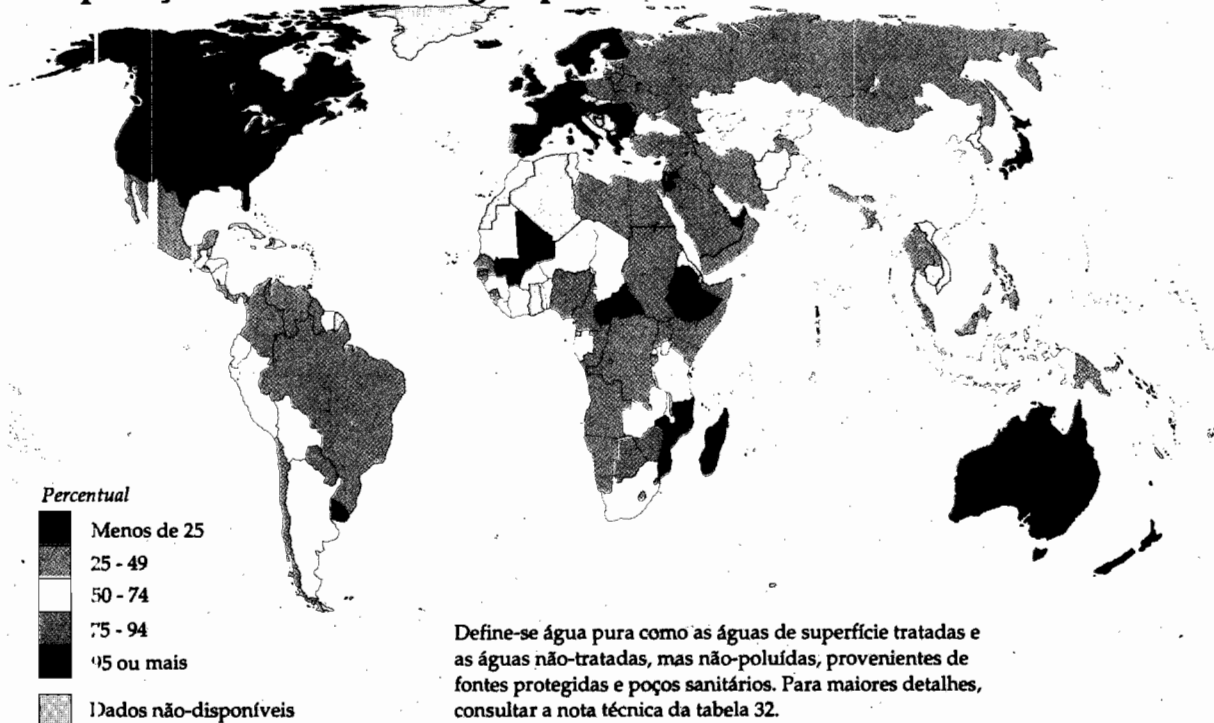 Percentual
Menos de 25
25 - 49
50 - 74
75 - 94
95 ou mais
Dados não-disponíveis
Define-se água pura como as águas de superfície tratadas e
as águas não-tratadas, mas não-poluídas, provenientes de
fontes protegidas e poços sanitários. Para maiores detalhes,
consultar a nota técnica da tabela 32.